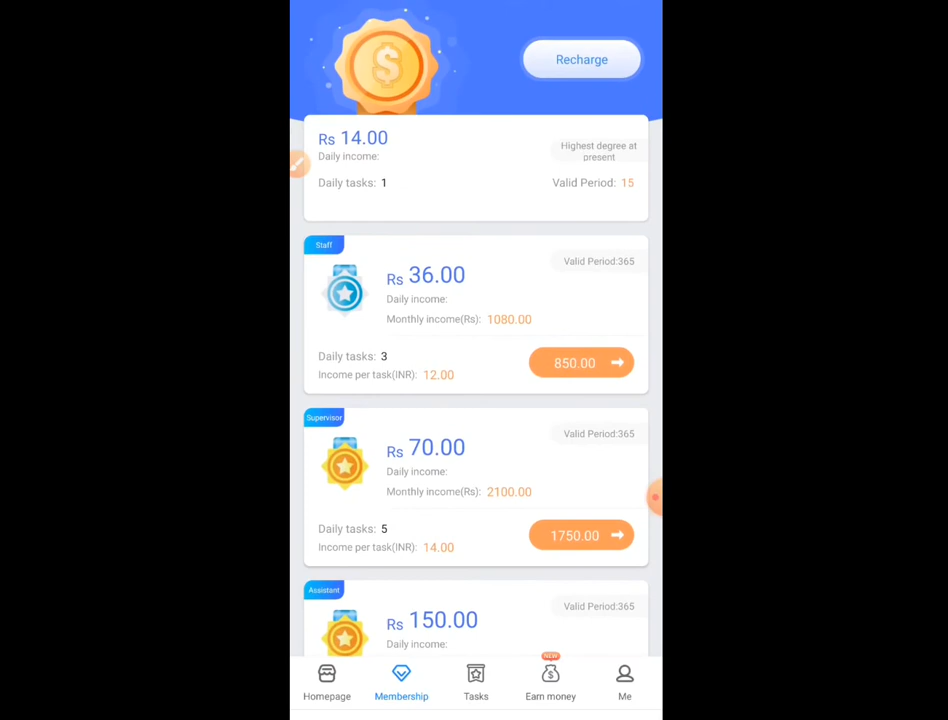 $
Recharge
Rs 14.00
Daily income:
Highest degree at
present
Daily tasks: 1
Valid Period: 15
Staff
Rs 36.00
Valid Period:365
Daily income:
Monthly income(Rs): 1080.00
Daily tasks: 3
Income per task(INR): 12.00
850.00
Supervisor
Rs 70.00
Valid Period:365
Daily income:
Monthly income(Rs): 2100.00
Daily tasks: 5
Income per task(INR): 14.00
1750.00
Assistant
Rs 150.00
Valid Period:365
Daily income:
NEW
$
Homepage
Membership
Tasks
Earn money
Me